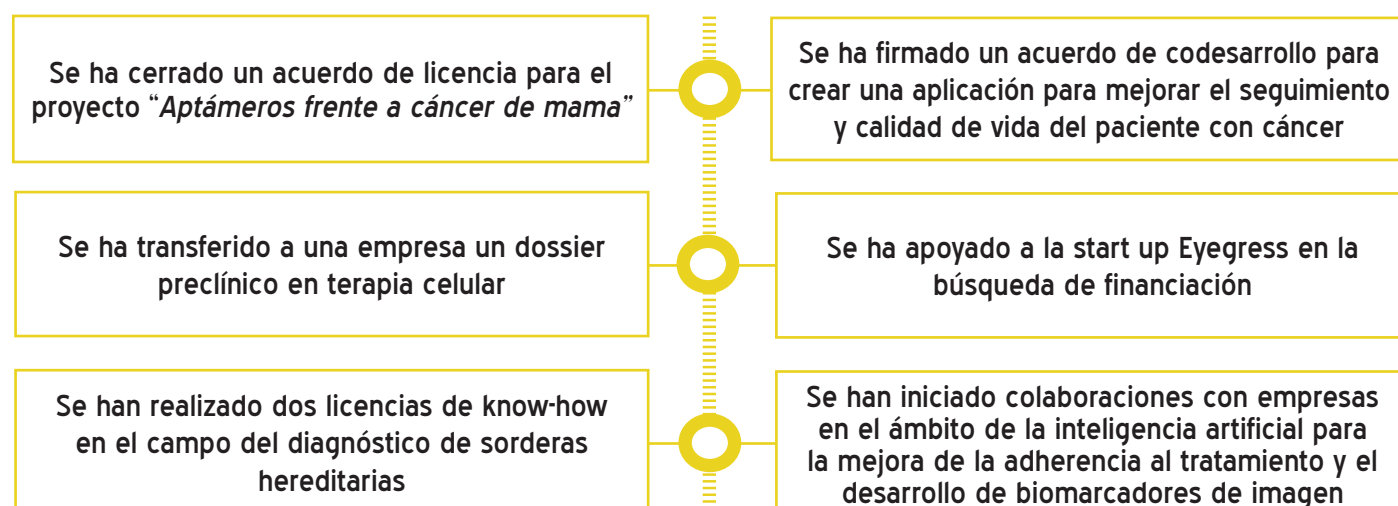 Se ha cerrado un acuerdo de licencia para el
proyecto “Aptámeros frente a cáncer de mama”
Se ha firmado un acuerdo de codesarrollo para
crear una aplicación para mejorar el seguimiento
y calidad de vida del paciente con cáncer
Se ha transferido a una empresa un dossier
preclínico en terapia celular
Se ha apoyado a la start up Eyegress en la
búsqueda de financiación
Se han realizado dos licencias de know-how
en el campo del diagnóstico de sorderas
hereditarias
Se han iniciado colaboraciones con empresas
en el ámbito de la inteligencia artificial para
la mejora de la adherencia al tratamiento y el
desarrollo de biomarcadores de imagen